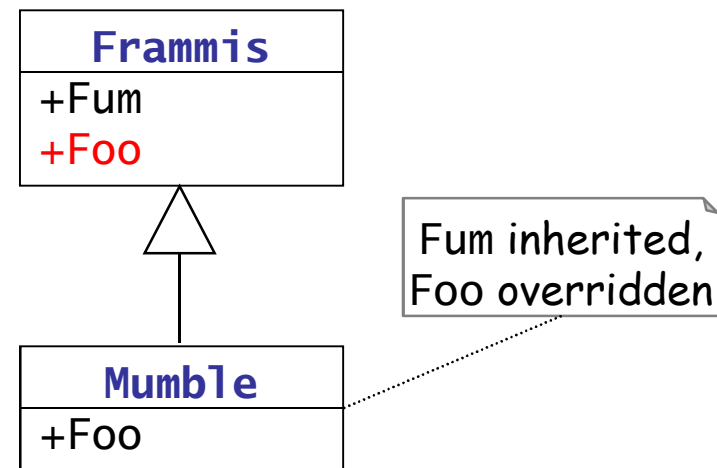 Frammis
+Fum
+Foo
Fum inherited,
Foo overridden
Mumble
+Foo